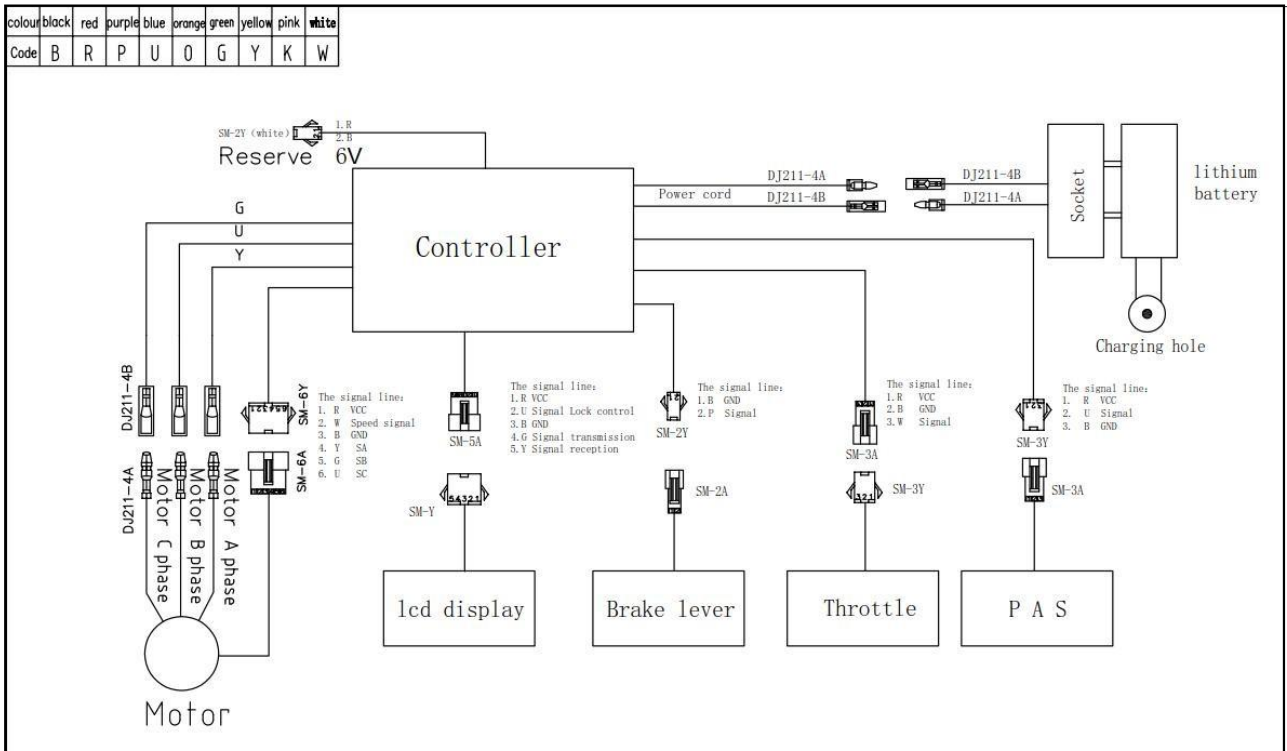 colour black red purple blue orange green yellow pink white
Code B R P U O G Y K W
SM-2Y (white)
2 1
1. R
2. B
Reserve 6V
Controller
Power cord
DJ211-4A
DJ211-4B
DJ211-4B
DJ211-4A
Socket
lithium
battery
Charging hole
G
U
Y
DJ211-4B
DJ211-4A
Motor C phase
Motor B phase
Motor A phase
SM-6Y
SM-6A
The signal line:
1. R VCC
2. W Speed signal
3. B GND
4. Y SA
5. G SB
6. U SC
Motor
SM-5A
The signal line:
1. R VCC
2. U Signal Lock control
3. B GND
4. G Signal transmission
5. Y Signal reception
SM-Y
54321
lcd display
SM-2Y
The signal line:
1. B GND
2. P Signal
SM-2A
Brake lever
The signal line:
1. R VCC
2. B GND
3. W Signal
SM-3A
SM-3Y
321
Throttle
The signal line:
1. R VCC
2. U Signal
3. B GND
SM-3Y
SM-3A
P A S